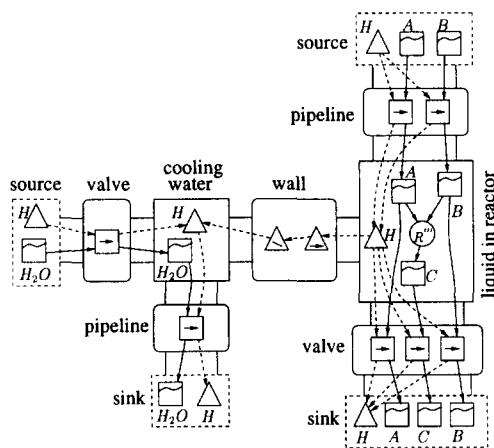 H A B
source
pipeline
A
B
R'''
C
H
liquid in reactor
valve
sink
H A C B
source
valve
cooling
water
wall
H
H₂O
H
H₂O
pipeline
sink
H₂O H